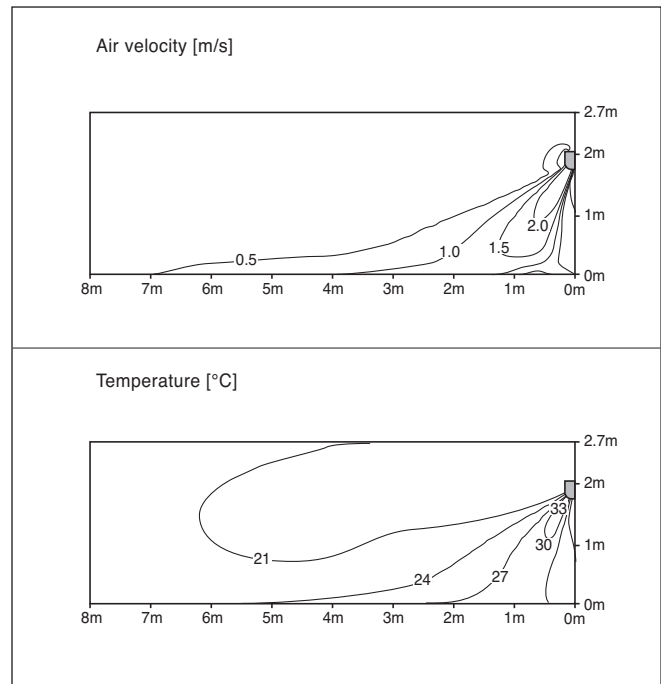 Air velocity [m/s]
2.7m
2m
2.0
1m
1.5
1.0
0.5
0m
8m 7m 6m 5m 4m 3m 2m 1m 0m
Temperature [°C]
2.7m
2m
33
30
1m
21
24
27
0m
8m 7m 6m 5m 4m 3m 2m 1m 0m